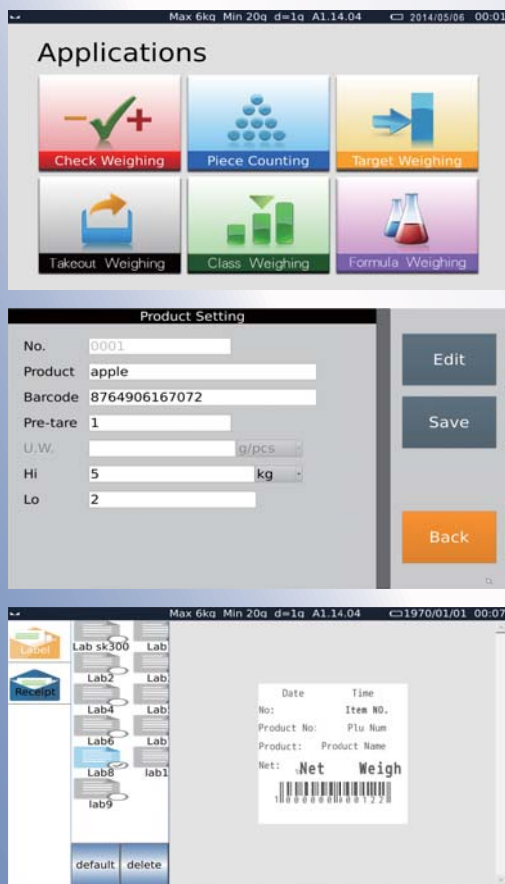 Max 6kg Min 20g d=1g A1.14.04 2014/05/06 00:01
Applications
Check Weighing Piece Counting Target Weighing
Takeout Weighing Class Weighing Formula Weighing
Product Setting
No. 0001
Product apple
Barcode 8764906167072
Pre-tare 1
U.W. g/pcs
Hi 5 kg
Lo 2
Edit
Save
Back
Max 6kg Min 20g d=1g A1.14.04 1970/01/01 00:07
Label
Receipt
Lab sk300 Lab
Lab2 Lab
Lab4 Lab
Lab6 Lab
Lab8 lab1
lab9
default delete
Date Time
No: Item NO.
Product No: Plu Num
Product: Product Name
Net: Net Weigh